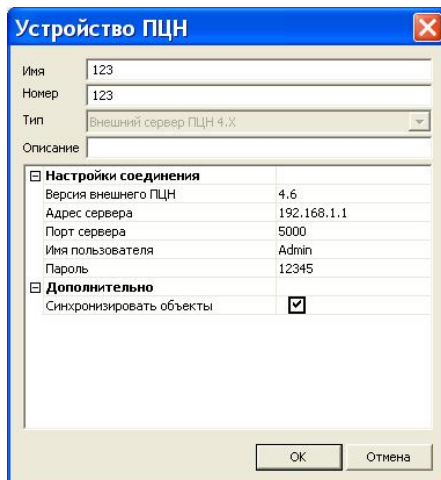 Устройство ПЦН
Имя 123
Номер 123
Тип Внешний сервер ПЦН 4.X
Описание
Настройки соединения
Версия внешнего ПЦН 4.6
Адрес сервера 192.168.1.1
Порт сервера 5000
Имя пользователя Admin
Пароль 12345
Дополнительно
Синхронизировать объекты
ОК Отмена